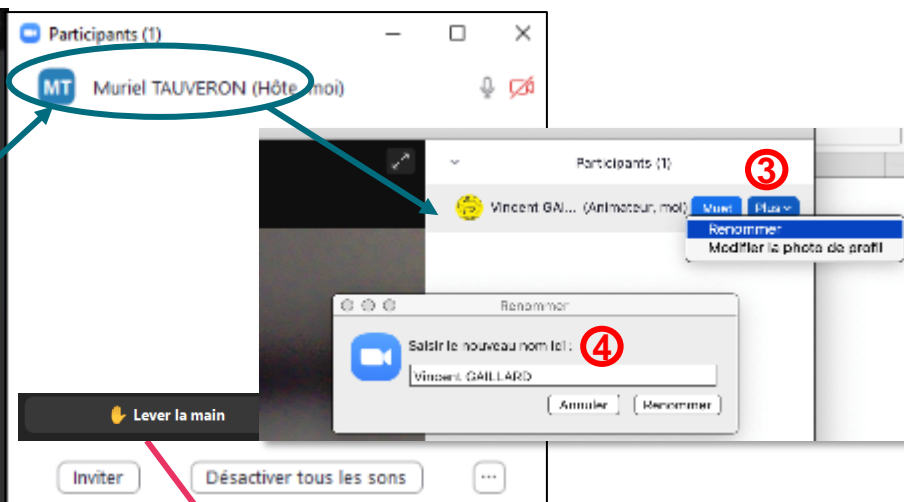 Participants (1)
MT Muriel TAUVERON (Hôte, moi)
Participants (1)
③
Vincent GAI... (Animateur, moi) Muet Plus
Renommer
Modifier la photo de profil
Renommer
Saisir le nouveau nom ici : ④
Vincent GAILLARD
Annuler Renommer
Lever la main
Inviter Désactiver tous les sons ...